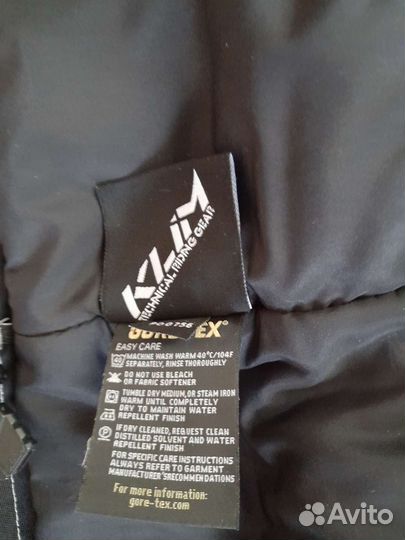 KLIM
TECHNICAL RIDING GEAR
GORE-TEX®
EASY CARE
40 MACHINE WASH WARM 40°C/104F
SEPARATELY, RINSE THOROUGHLY
DO NOT USE BLEACH
OR FABRIC SOFTENER
TUMBLE DRY MEDIUM, OR STEAM IRON
WARM UNTIL COMPLETELY
DRY TO MAINTAIN WATER
REPELLENT FINISH
P IF DRY CLEANED, REQUEST CLEAN
DISTILLED SOLVENT AND WATER
REPELLENT FINISH
FOR SPECIFIC CARE INSTRUCTIONS
ALWAYS REFER TO GARMENT
MANUFACTURER'SRECOMMENDATIONS
For more information:
gore-tex.com
Avito